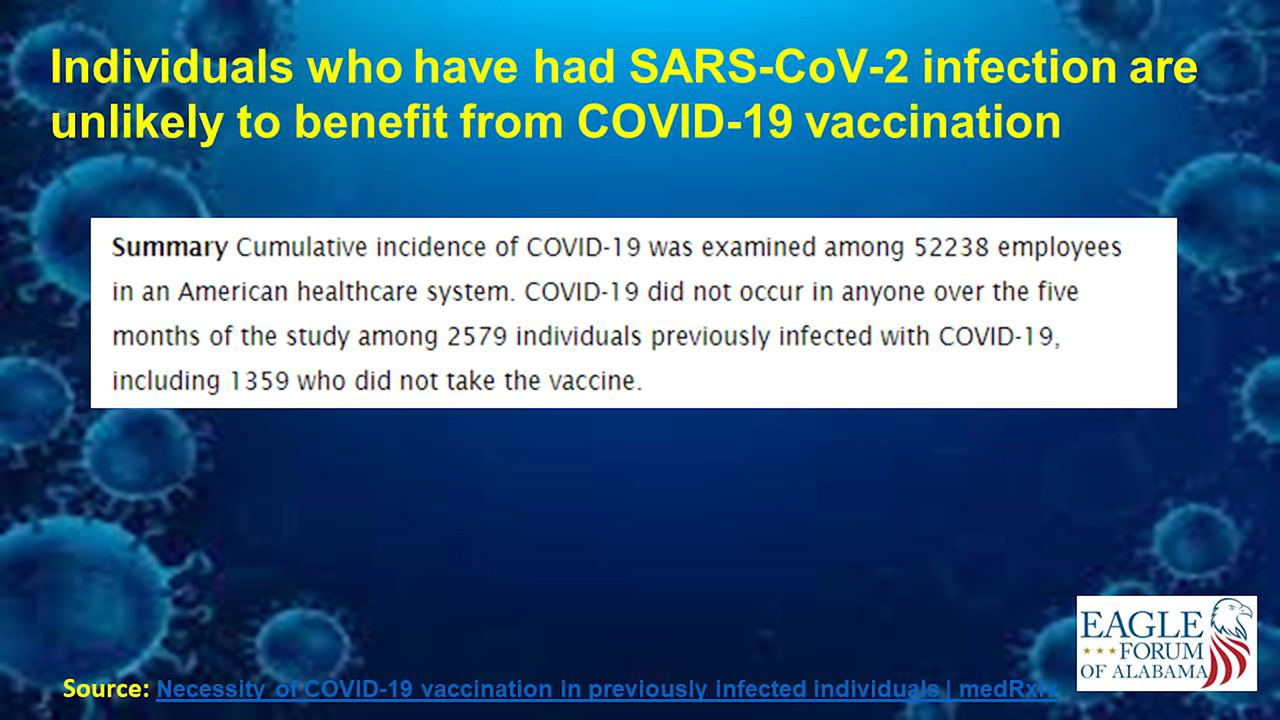 Individuals who have had SARS-CoV-2 infection are
unlikely to benefit from COVID-19 vaccination
Summary Cumulative incidence of COVID-19 was examined among 52238 employees
in an American healthcare system. COVID-19 did not occur in anyone over the five
months of the study among 2579 individuals previously infected with COVID-19,
including 1359 who did not take the vaccine.
EAGLE
FORUM
OF ALABAMA
Source: Necessity of COVID-19 vaccination in previously infected individuals | medRxiv